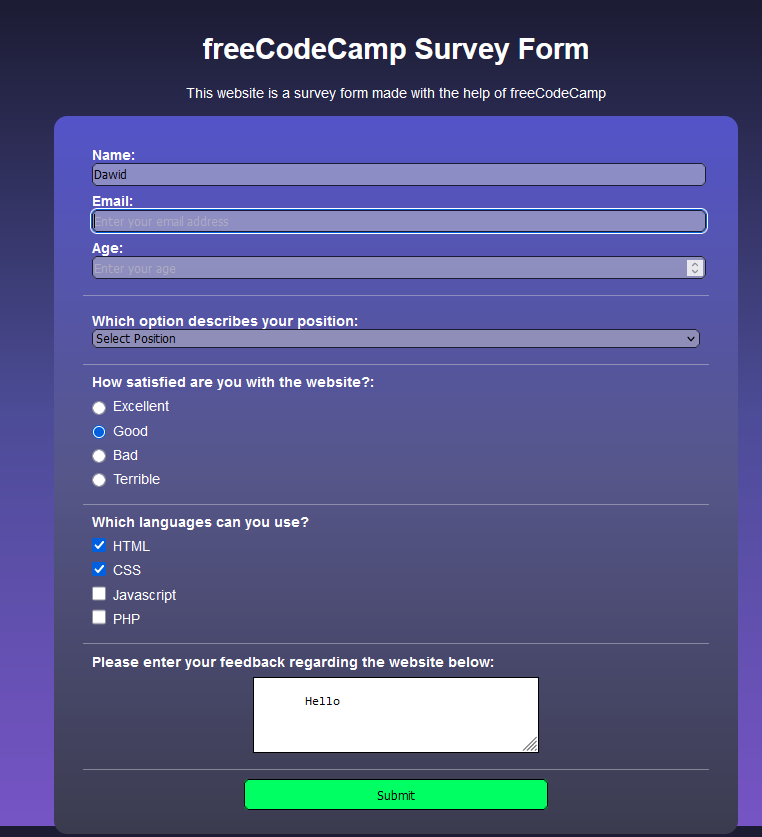 freeCodeCamp Survey Form
This website is a survey form made with the help of freeCodeCamp
Name:
Dawid
Email:
Enter your email address
Age:
Enter your age
Which option describes your position:
Select Position
How satisfied are you with the website?:
Excellent
Good
Bad
Terrible
Which languages can you use?
HTML
CSS
Javascript
PHP
Please enter your feedback regarding the website below:
Hello
Submit